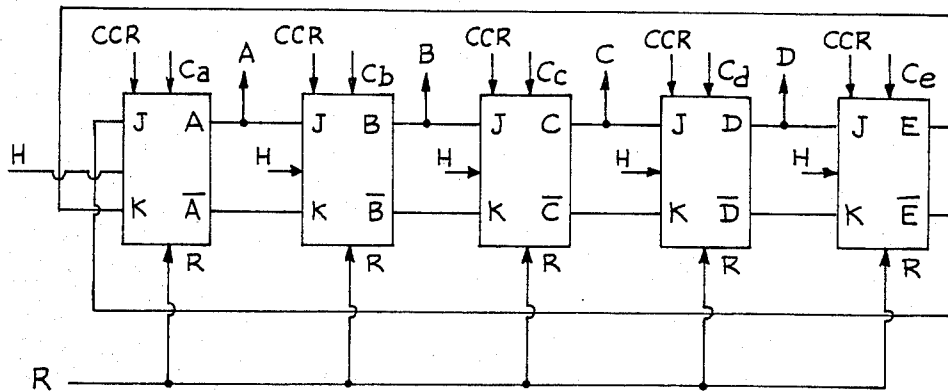 CCR Ca A CCR Cb B CCR Cc C CCR Cd D CCR Ce
J A J B J C J D J E
H H H H H
K A̅ K B̅ K C̅ K D̅ K E̅
R R R R R
R